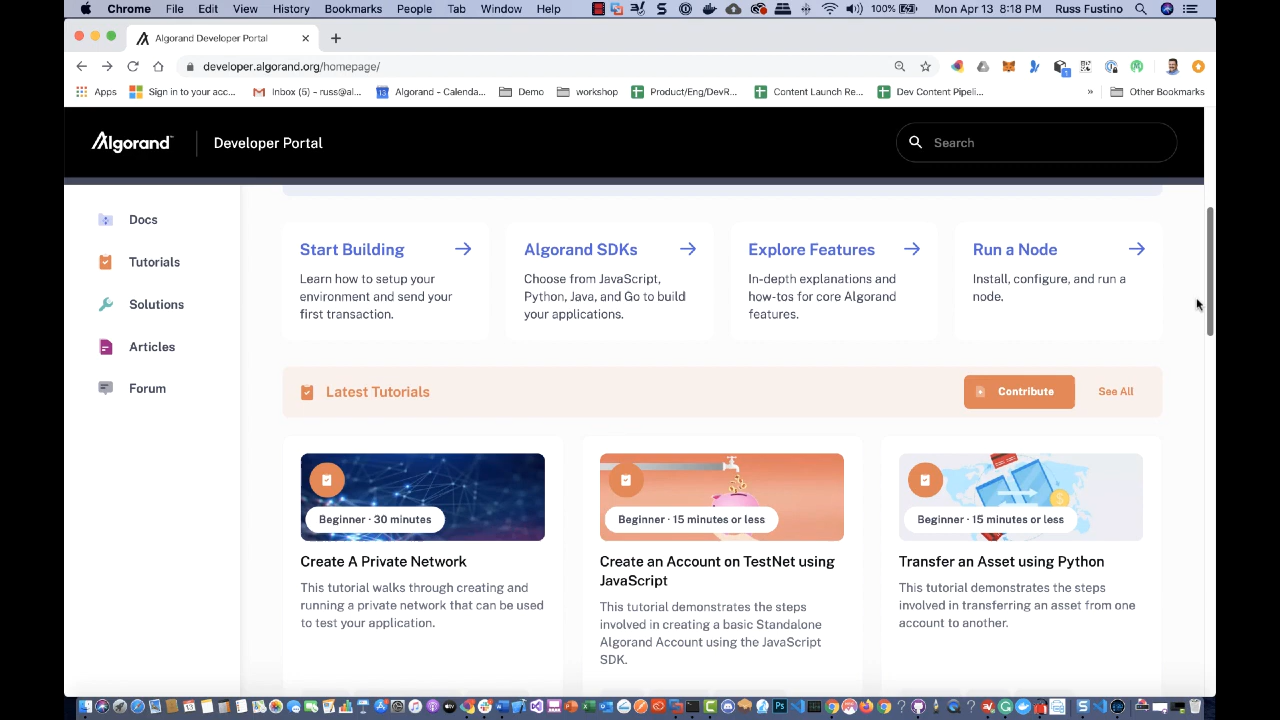 Chrome File Edit View History Bookmarks People Tab Window Help 100% Mon Apr 13 8:18 PM Russ Fustino
Algorand Developer Portal
developer.algorand.org/homepage/
Apps Sign in to your acc... Inbox (5) - russ@al... Algorand - Calenda... Demo workshop Product/Eng/DevR... Content Launch Re... Dev Content Pipeli... » Other Bookmarks
Algorand Developer Portal Search
Docs
Tutorials
Solutions
Articles
Forum
Start Building
Learn how to setup your
environment and send your
first transaction.
Algorand SDKs
Choose from JavaScript,
Python, Java, and Go to build
your applications.
Explore Features
In-depth explanations and
how-tos for core Algorand
features.
Run a Node
Install, configure, and run a
node.
Latest Tutorials Contribute See All
Beginner · 30 minutes
Create A Private Network
This tutorial walks through creating and
running a private network that can be used
to test your application.
Beginner · 15 minutes or less
Create an Account on TestNet using
JavaScript
This tutorial demonstrates the steps
involved in creating a basic Standalone
Algorand Account using the JavaScript
SDK.
Beginner · 15 minutes or less
Transfer an Asset using Python
This tutorial demonstrates the steps
involved in transferring an asset from one
account to another.